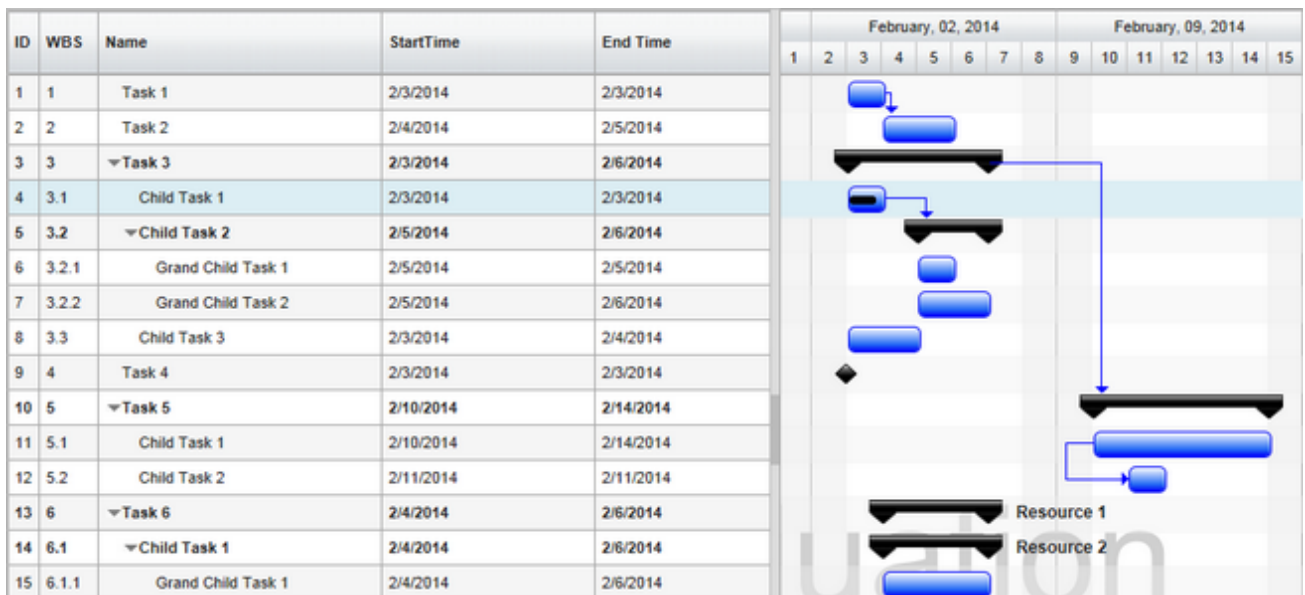 February, 02, 2014 February, 09, 2014
ID WBS Name StartTime End Time
1 2 3 4 5 6 7 8 9 10 11 12 13 14 15
1 1 Task 1 2/3/2014 2/3/2014
2 2 Task 2 2/4/2014 2/5/2014
3 3 Task 3 2/3/2014 2/6/2014
4 3.1 Child Task 1 2/3/2014 2/3/2014
5 3.2 Child Task 2 2/5/2014 2/6/2014
6 3.2.1 Grand Child Task 1 2/5/2014 2/5/2014
7 3.2.2 Grand Child Task 2 2/5/2014 2/6/2014
8 3.3 Child Task 3 2/3/2014 2/4/2014
9 4 Task 4 2/3/2014 2/3/2014
10 5 Task 5 2/10/2014 2/14/2014
11 5.1 Child Task 1 2/10/2014 2/14/2014
12 5.2 Child Task 2 2/11/2014 2/11/2014
13 6 Task 6 2/4/2014 2/6/2014 Resource 1
14 6.1 Child Task 1 2/4/2014 2/6/2014 Resource 2
15 6.1.1 Grand Child Task 1 2/4/2014 2/6/2014
uation